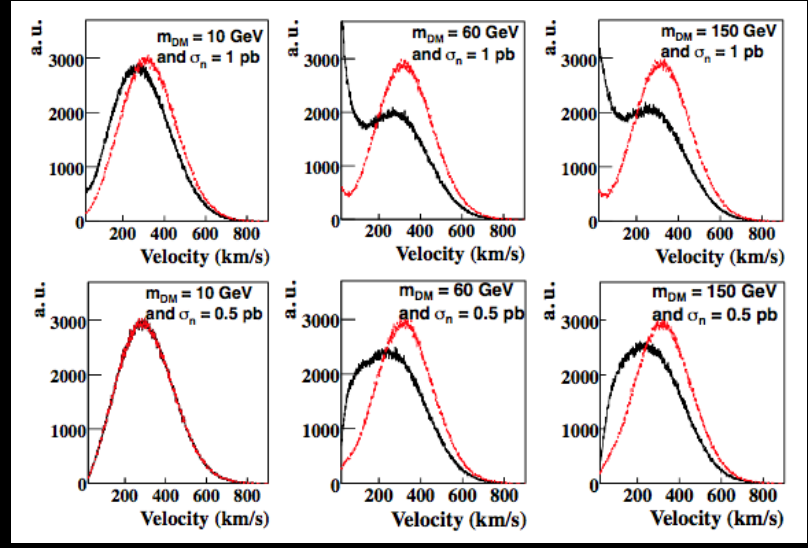 a. u.
m_DM = 10 GeV
and σ_n = 1 pb
3000
2000
1000
0
200 400 600 800
Velocity (km/s)
a. u.
m_DM = 60 GeV
and σ_n = 1 pb
3000
2000
1000
0
200 400 600 800
Velocity (km/s)
a. u.
m_DM = 150 GeV
and σ_n = 1 pb
3000
2000
1000
0
200 400 600 800
Velocity (km/s)
a. u.
m_DM = 10 GeV
and σ_n = 0.5 pb
3000
2000
1000
0
200 400 600 800
Velocity (km/s)
a. u.
m_DM = 60 GeV
and σ_n = 0.5 pb
3000
2000
1000
0
200 400 600 800
Velocity (km/s)
a. u.
m_DM = 150 GeV
and σ_n = 0.5 pb
3000
2000
1000
0
200 400 600 800
Velocity (km/s)